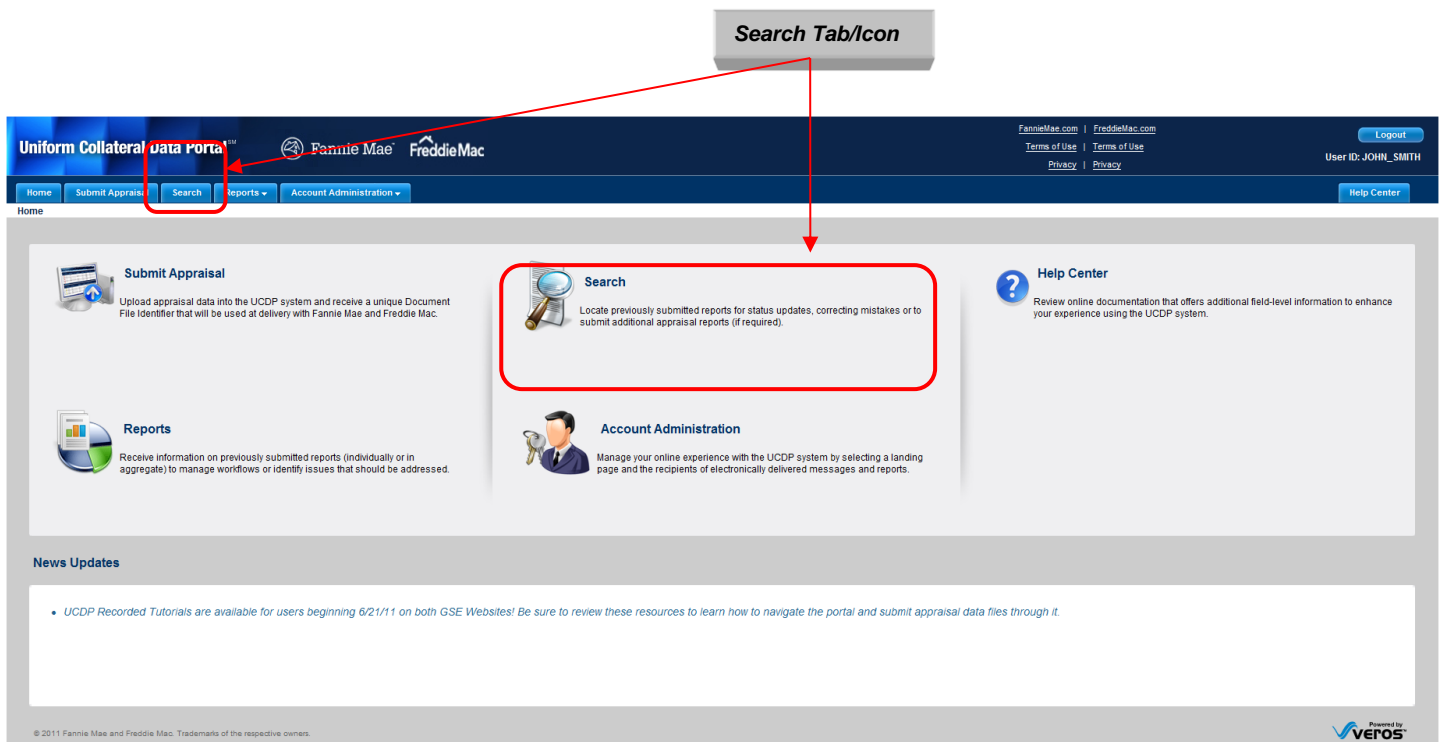 Search Tab/Icon
Uniform Collateral Data Portal℠
Fannie Mae®
Freddie Mac
FannieMae.com | FreddieMac.com
Terms of Use | Terms of Use
Privacy | Privacy
Logout
User ID: JOHN_SMITH
Home
Submit Appraisal
Search
Reports
Account Administration
Help Center
Home
Submit Appraisal
Upload appraisal data into the UCDP system and receive a unique Document
File Identifier that will be used at delivery with Fannie Mae and Freddie Mac.
Search
Locate previously submitted reports for status updates, correcting mistakes or to
submit additional appraisal reports (if required).
Help Center
Review online documentation that offers additional field-level information to enhance
your experience using the UCDP system.
Reports
Receive information on previously submitted reports (individually or in
aggregate) to manage workflows or identify issues that should be addressed.
Account Administration
Manage your online experience with the UCDP system by selecting a landing
page and the recipients of electronically delivered messages and reports.
News Updates
• UCDP Recorded Tutorials are available for users beginning 6/21/11 on both GSE Websites! Be sure to review these resources to learn how to navigate the portal and submit appraisal data files through it.
© 2011 Fannie Mae and Freddie Mac. Trademarks of the respective owners.
Powered by
veros™